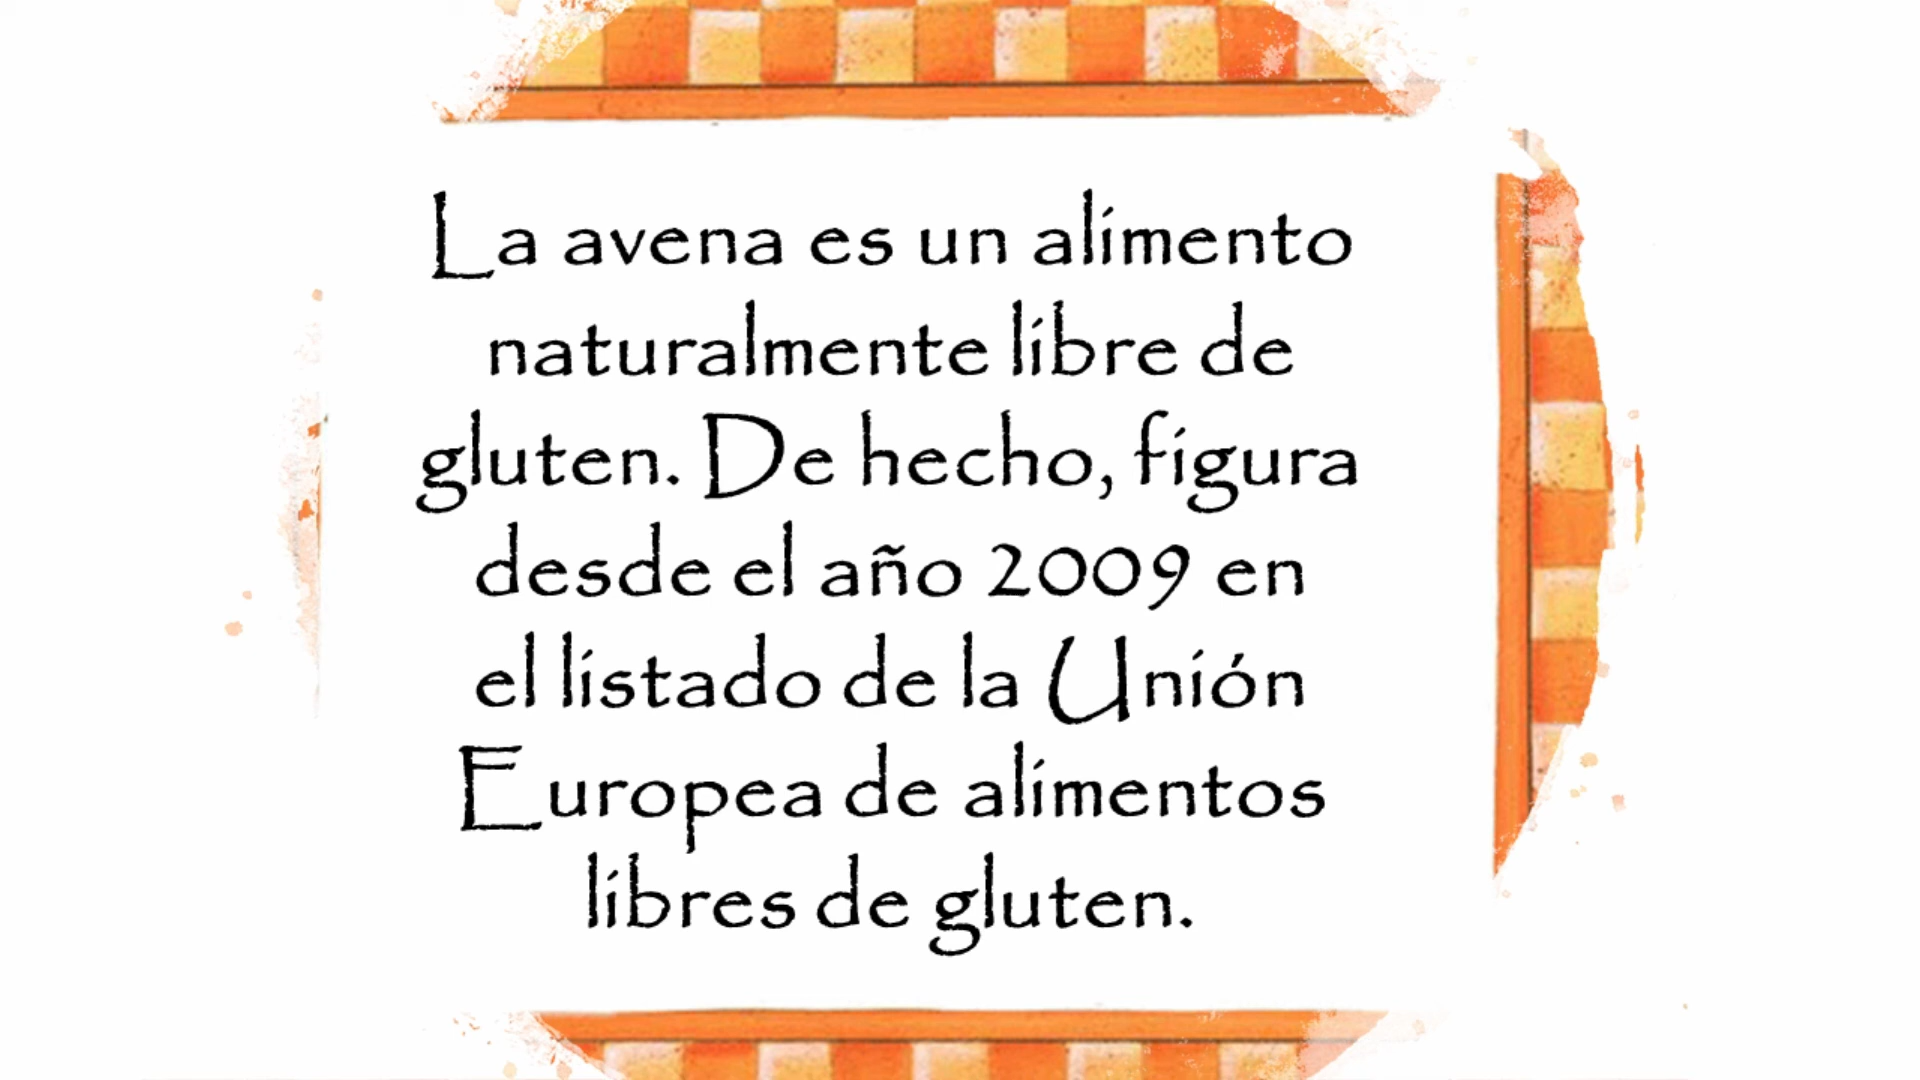 La avena es un alimento
naturalmente libre de
gluten. De hecho, figura
desde el año 2009 en
el listado de la Unión
Europea de alimentos
libres de gluten.